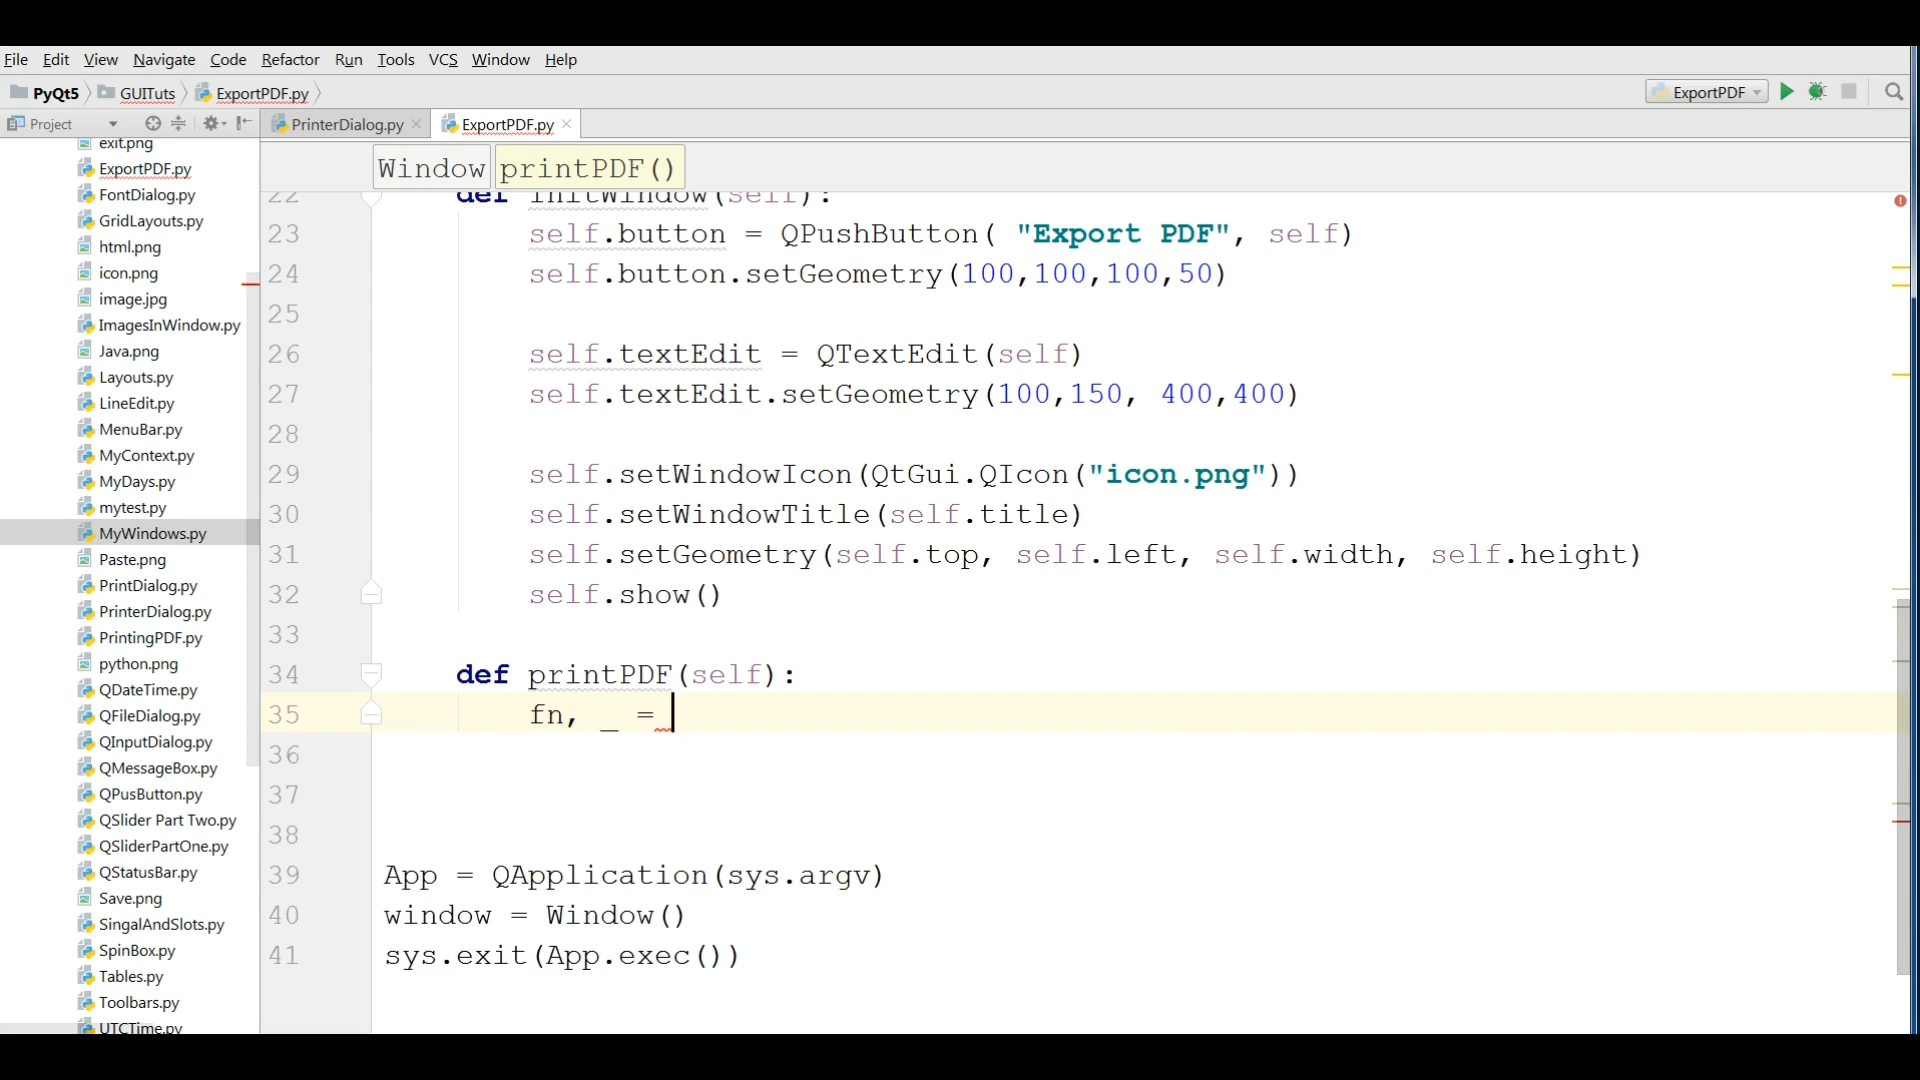 File Edit View Navigate Code Refactor Run Tools VCS Window Help
PyQt5 GUITuts ExportPDF.py ExportPDF
Project PrinterDialog.py ExportPDF.py
Window printPDF()
exit.png
ExportPDF.py
FontDialog.py
GridLayouts.py
html.png
icon.png
image.jpg
ImagesInWindow.py
Java.png
Layouts.py
LineEdit.py
MenuBar.py
MyContext.py
MyDays.py
mytest.py
MyWindows.py
Paste.png
PrintDialog.py
PrinterDialog.py
PrintingPDF.py
python.png
QDateTime.py
QFileDialog.py
QInputDialog.py
QMessageBox.py
QPusButton.py
QSlider Part Two.py
QSliderPartOne.py
QStatusBar.py
Save.png
SingalAndSlots.py
SpinBox.py
Tables.py
Toolbars.py
UTCTime.py
22 def initWindow(self):
23 self.button = QPushButton( "Export PDF", self)
24 self.button.setGeometry(100,100,100,50)
25
26 self.textEdit = QTextEdit(self)
27 self.textEdit.setGeometry(100,150, 400,400)
28
29 self.setWindowIcon(QtGui.QIcon("icon.png"))
30 self.setWindowTitle(self.title)
31 self.setGeometry(self.top, self.left, self.width, self.height)
32 self.show()
33
34 def printPDF(self):
35 fn, _ =
36
37
38
39 App = QApplication(sys.argv)
40 window = Window()
41 sys.exit(App.exec())